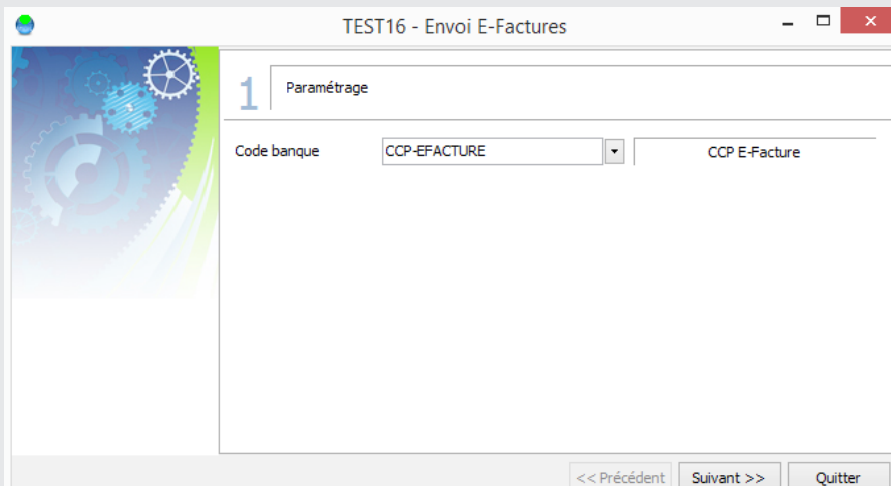 TEST16 - Envoi E-Factures
1 Paramétrage
Code banque CCP-EFACTURE CCP E-Facture
<< Précédent Suivant >> Quitter